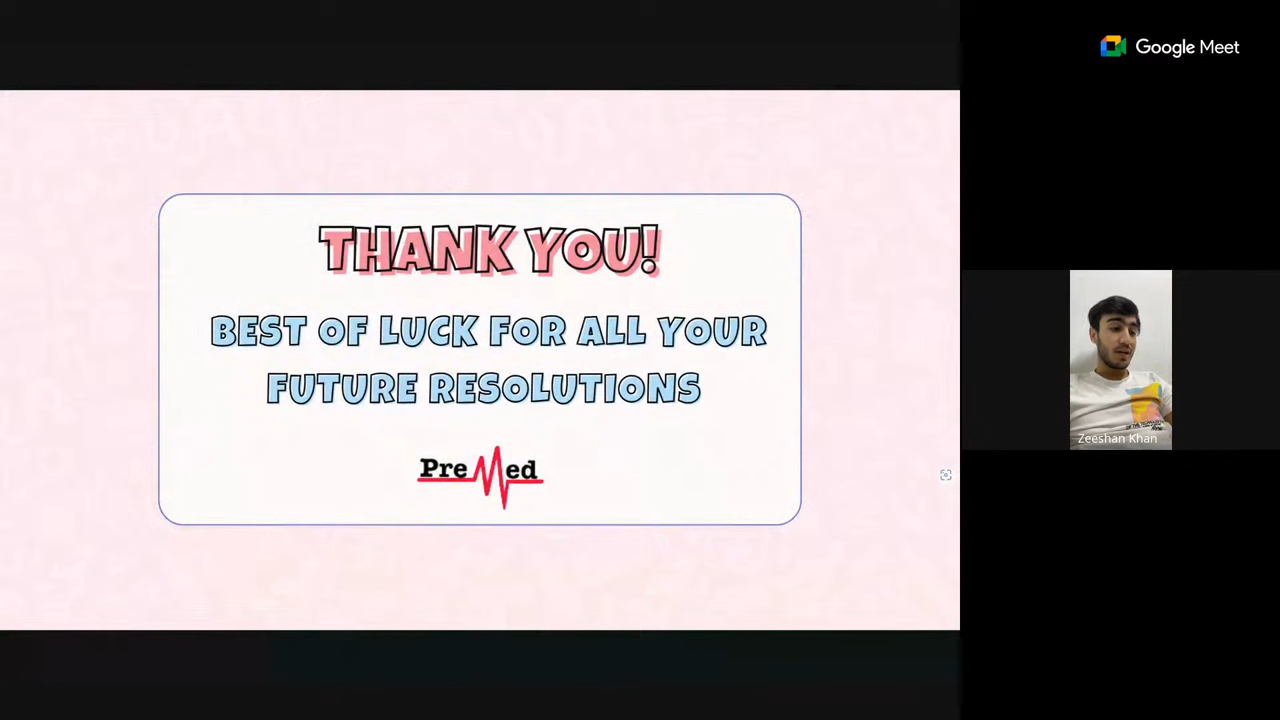 Google Meet
THANK YOU!
BEST OF LUCK FOR ALL YOUR
FUTURE RESOLUTIONS
PreMed
Zeeshan Khan